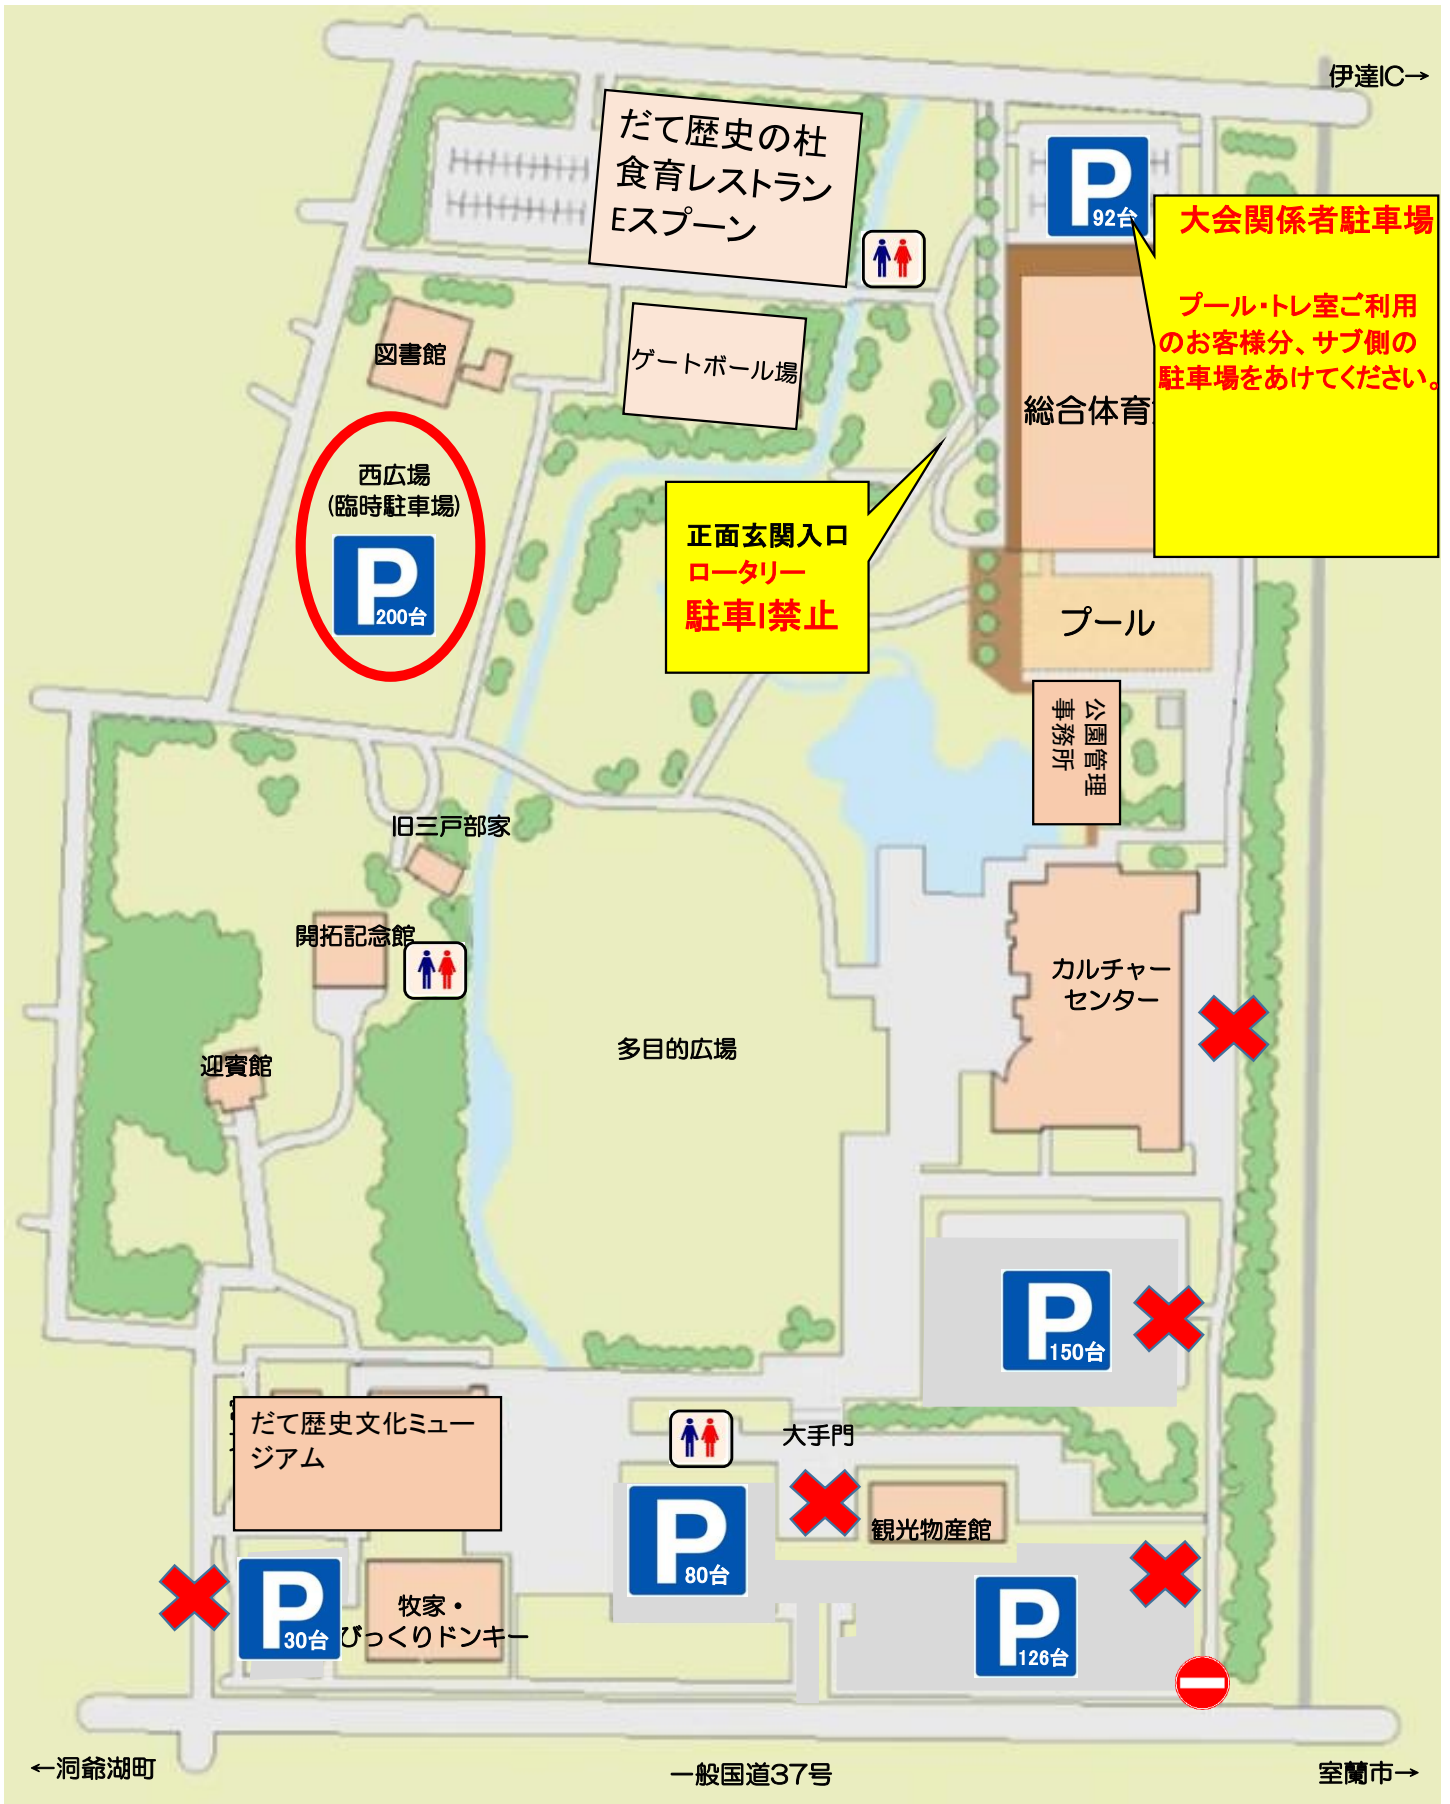 伊達IC→
だて歴史の杜
食育レストラン
Eスプーン
P
92台
大会関係者駐車場
プール・トレ室ご利用
のお客様分、サブ側の
駐車場をあけてください。
図書館
ゲートボール場
総合体育
西広場
(臨時駐車場)
P
200台
正面玄関入口
ロータリー
駐車|禁止
プール
公園管理
事務所
旧三戸部家
開拓記念館
カルチャー
センター
迎賓館
多目的広場
P
150台
だて歴史文化ミュー
ジアム
大手門
P
80台
観光物産館
P
30台
牧家・
びっくりドンキー
P
126台
←洞爺湖町
一般国道37号
室蘭市→